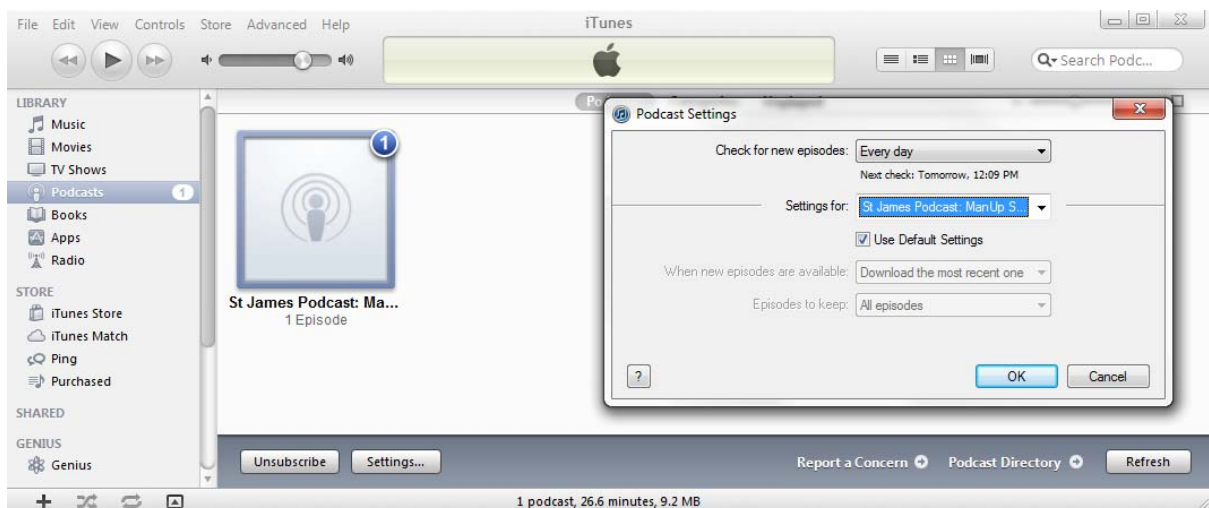 File Edit View Controls Store Advanced Help
iTunes
Search Podc...
LIBRARY
Music
Movies
TV Shows
Podcasts 1
Books
Apps
Radio
STORE
iTunes Store
iTunes Match
Ping
Purchased
SHARED
GENIUS
Genius
1
St James Podcast: Ma...
1 Episode
Podcast Settings
Check for new episodes: Every day
Next check: Tomorrow, 12:09 PM
Settings for: St James Podcast: ManUp S...
Use Default Settings
When new episodes are available: Download the most recent one
Episodes to keep: All episodes
? OK Cancel
Unsubscribe Settings... Report a Concern Podcast Directory Refresh
1 podcast, 26.6 minutes, 9.2 MB